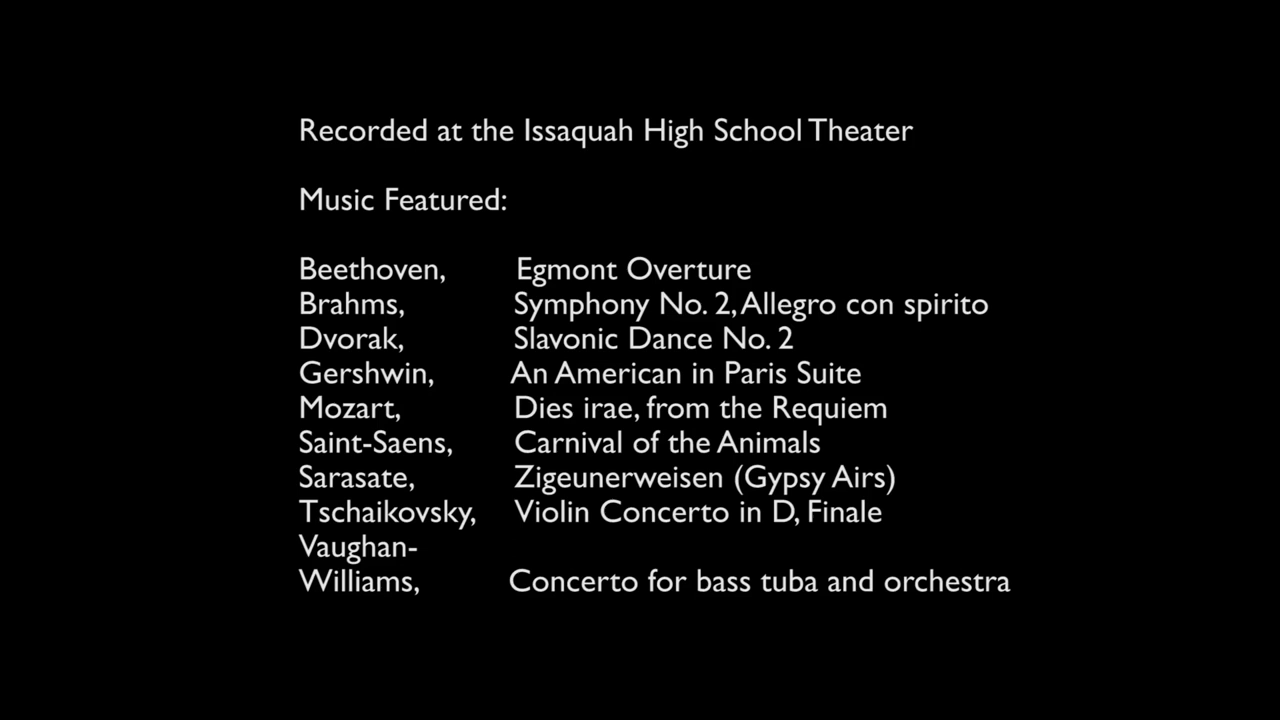 Recorded at the Issaquah High School Theater
Music Featured:
Beethoven, Egmont Overture
Brahms, Symphony No. 2, Allegro con spirito
Dvorak, Slavonic Dance No. 2
Gershwin, An American in Paris Suite
Mozart, Dies irae, from the Requiem
Saint-Saens, Carnival of the Animals
Sarasate, Zigeunerweisen (Gypsy Airs)
Tschaikovsky, Violin Concerto in D, Finale
Vaughan-
Williams, Concerto for bass tuba and orchestra